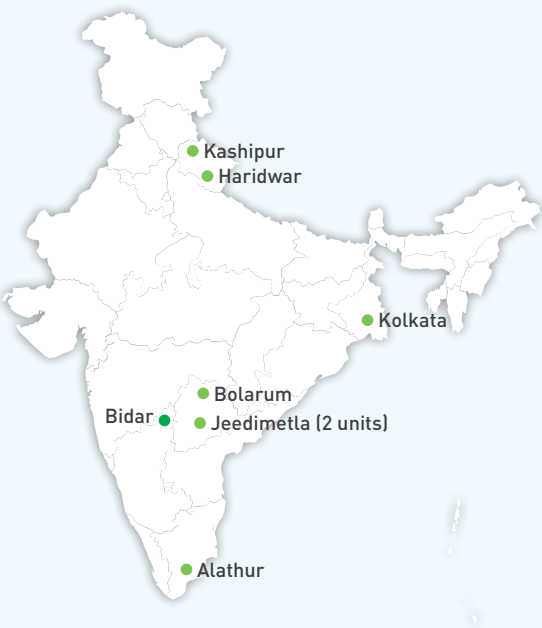 Kashipur
Haridwar
Kolkata
Bolarum
Bidar
Jeedimetla (2 units)
Alathur